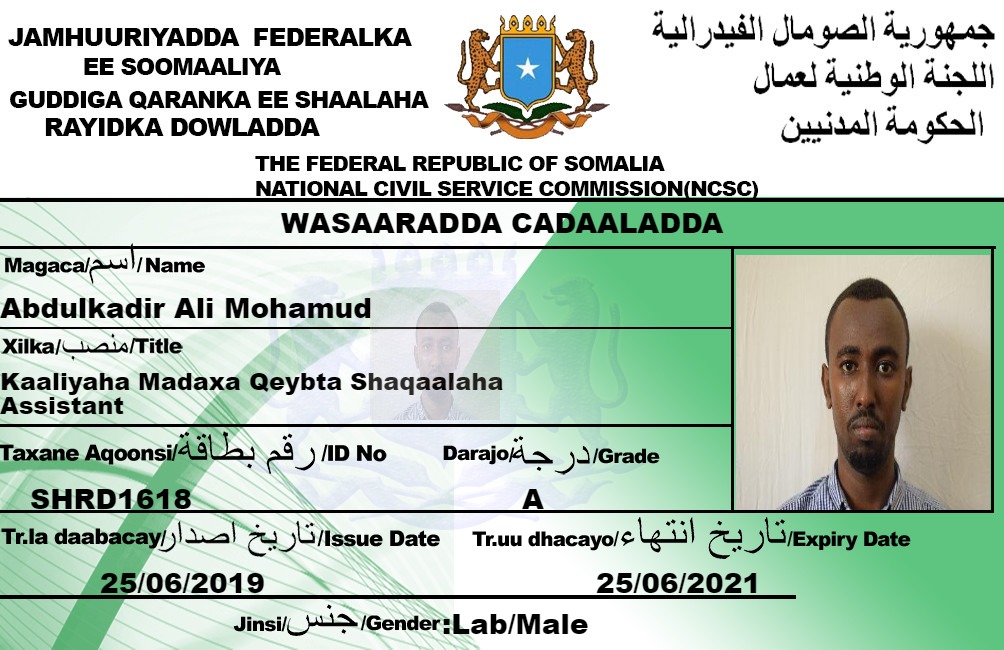 JAMHUURIYADDA FEDERALKA
EE SOOMAALIYA
GUDDIGA QARANKA EE SHAALAHA
RAYIDKA DOWLADDA
جمهورية الصومال الفيدرالية
اللجنة الوطنية لعمال
الحكومة المدنيين
THE FEDERAL REPUBLIC OF SOMALIA
NATIONAL CIVIL SERVICE COMMISSION(NCSC)
WASAARADDA CADAALADDA
Magaca/اسم/Name
Abdulkadir Ali Mohamud
Xilka/منصب/Title
Kaaliyaha Madaxa Qeybta Shaqaalaha
Assistant
Taxane Aqoonsi/رقم بطاقة/ID No
Darajo/درجة/Grade
SHRD1618
A
Tr.la daabacay/تاريخ اصدار/Issue Date
Tr.uu dhacayo/تاريخ انتهاء/Expiry Date
25/06/2019
25/06/2021
Jinsi/جنس/Gender:Lab/Male